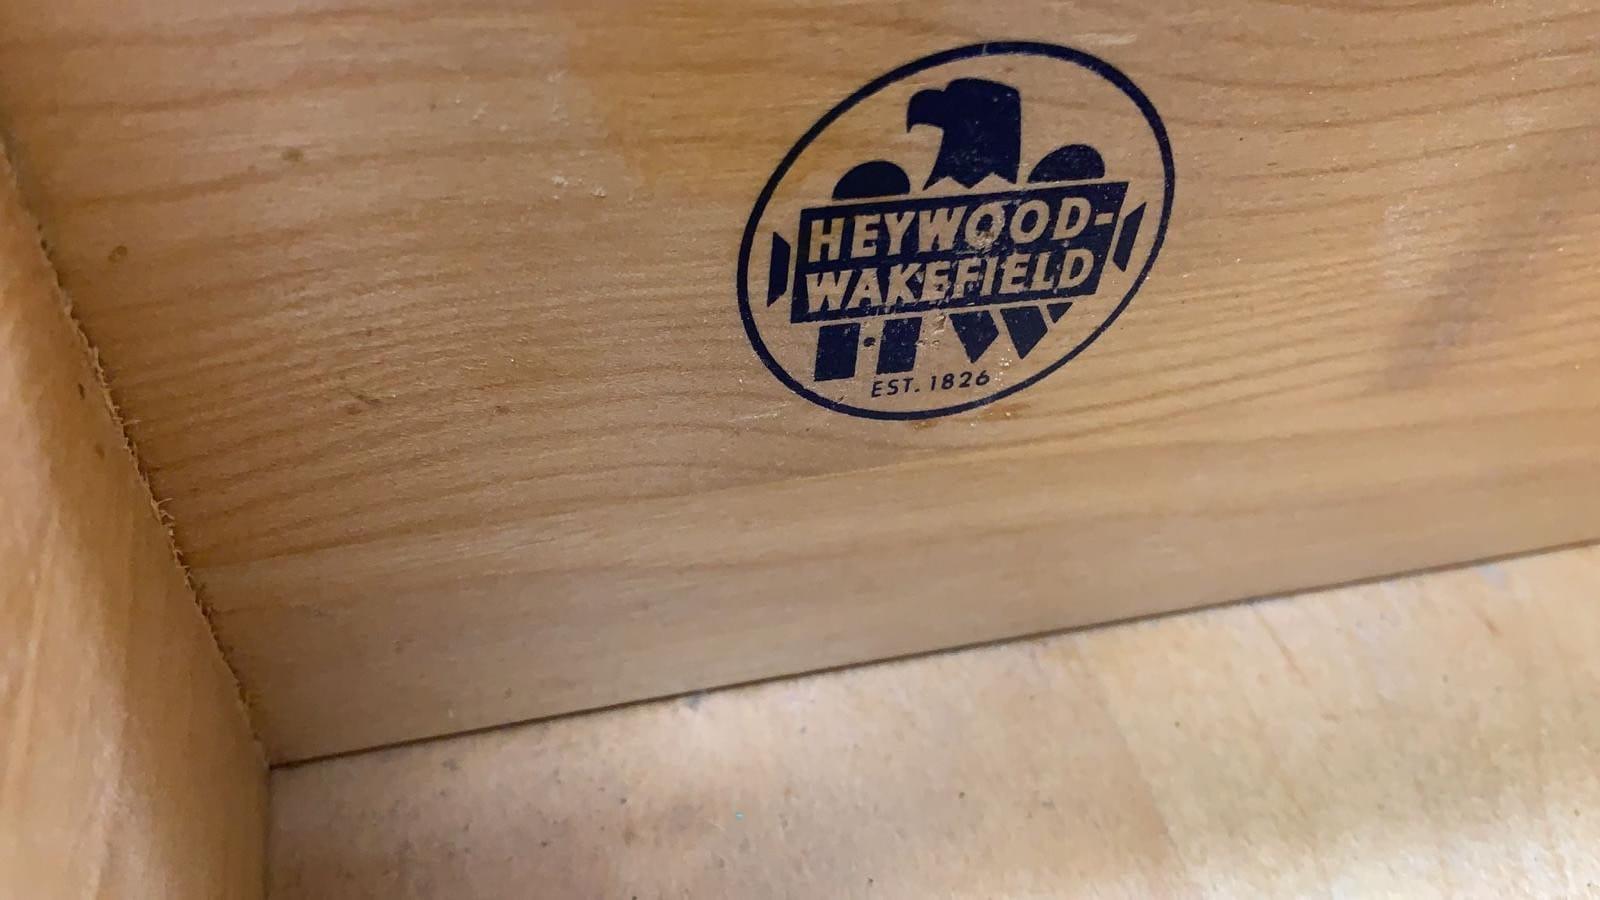 HEYWOOD-
WAKEFIELD
HW
EST. 1826